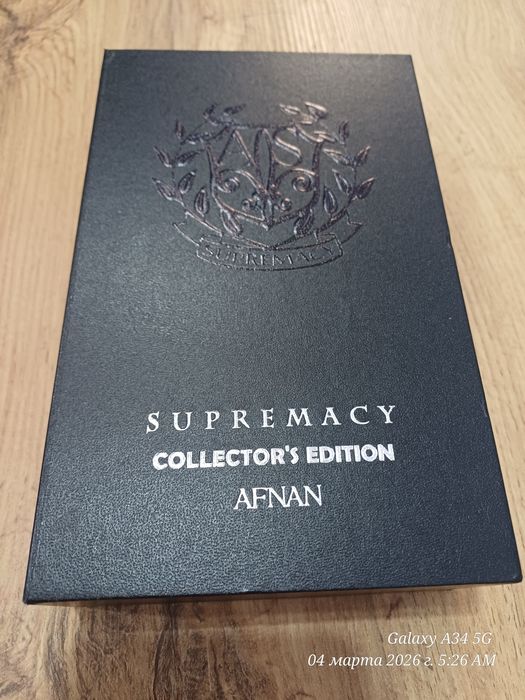 A S
SUPREMACY
SUPREMACY
COLLECTOR'S EDITION
AFNAN
Galaxy A34 5G
04 марта 2026 г. 5:26 AM